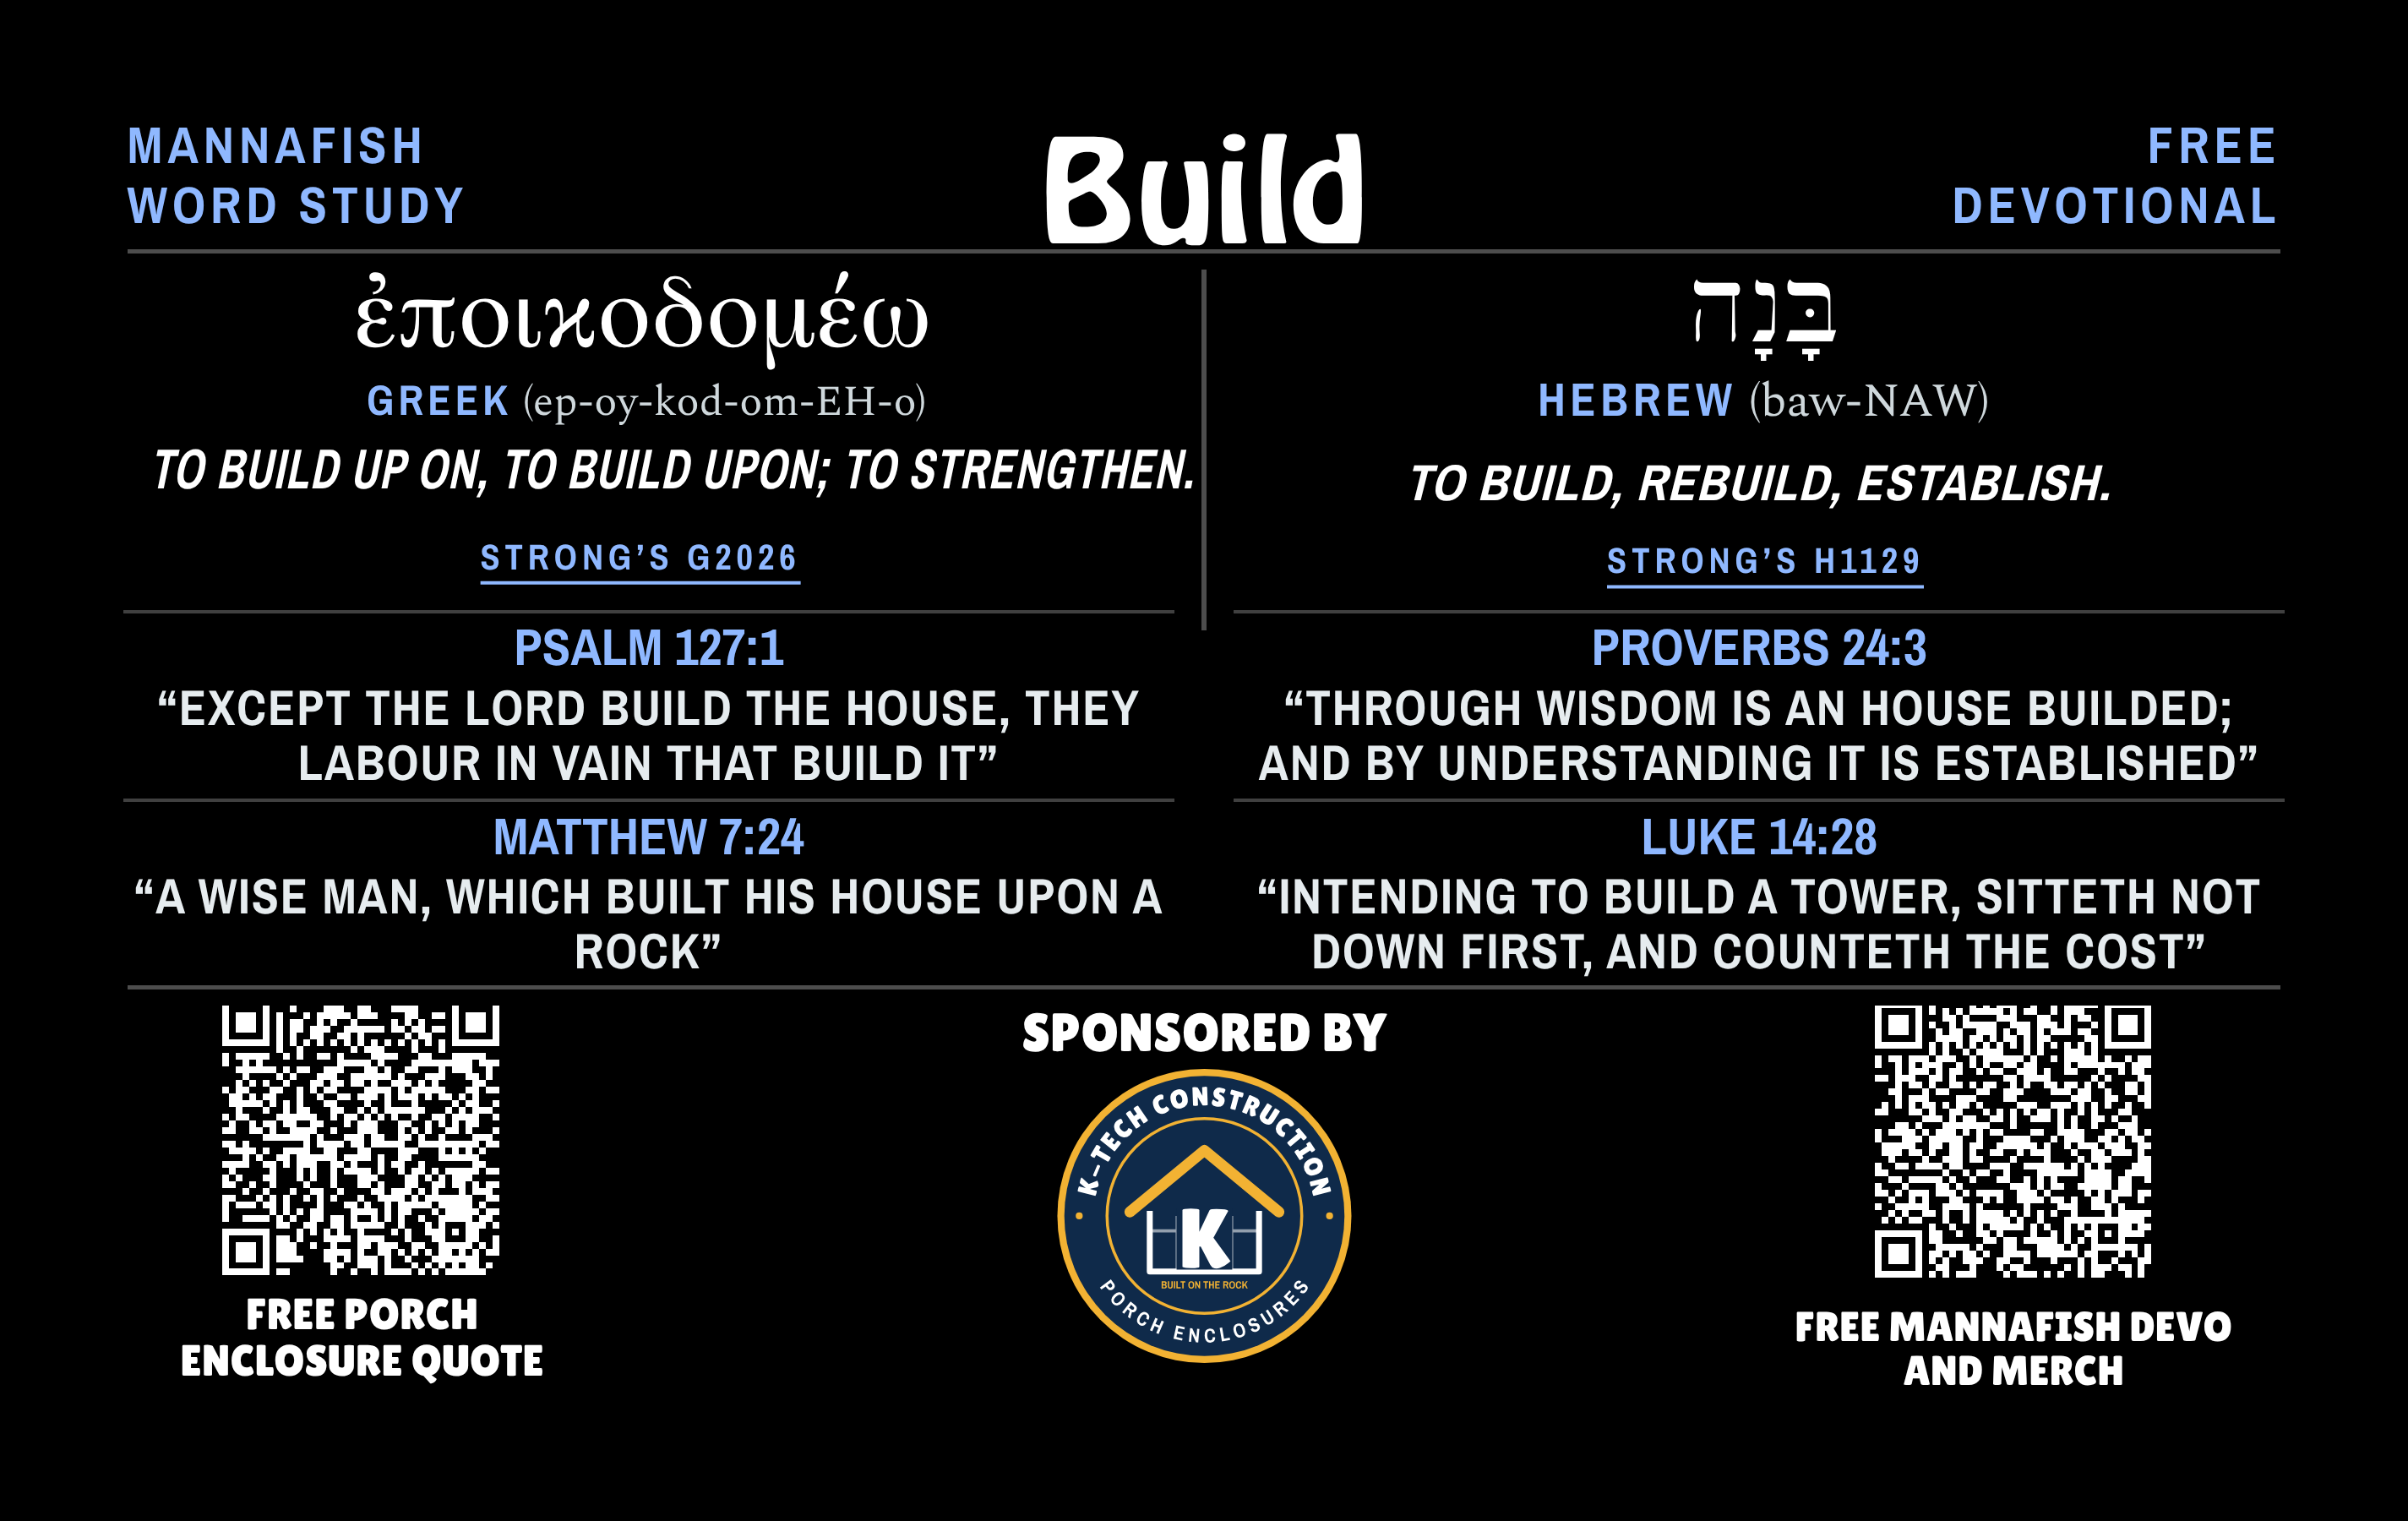 MANNAFISH
WORD STUDY
Build
FREE
DEVOTIONAL
ἐποικοδομέω
GREEK (ep-oy-kod-om-EH-o)
TO BUILD UP ON, TO BUILD UPON; TO STRENGTHEN.
STRONG’S G2026
בָּנָה
HEBREW (baw-NAW)
TO BUILD, REBUILD, ESTABLISH.
STRONG’S H1129
PSALM 127:1
“EXCEPT THE LORD BUILD THE HOUSE, THEY
LABOUR IN VAIN THAT BUILD IT”
PROVERBS 24:3
“THROUGH WISDOM IS AN HOUSE BUILDED;
AND BY UNDERSTANDING IT IS ESTABLISHED”
MATTHEW 7:24
“A WISE MAN, WHICH BUILT HIS HOUSE UPON A
ROCK”
LUKE 14:28
“INTENDING TO BUILD A TOWER, SITTETH NOT
DOWN FIRST, AND COUNTETH THE COST”
FREE PORCH
ENCLOSURE QUOTE
SPONSORED BY
K-TECH CONSTRUCTION
K
BUILT ON THE ROCK
PORCH ENCLOSURES
FREE MANNAFISH DEVO
AND MERCH